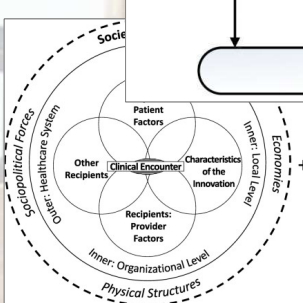 Socie
Sociopolitical Forces
Economies
Outer: Healthcare System
Inner: Local Level
Patient
Factors
Other
Recipients
Clinical Encounter
Characteristics
of the
Innovation
Recipients:
Provider
Factors
Inner: Organizational Level
Physical Structures
+